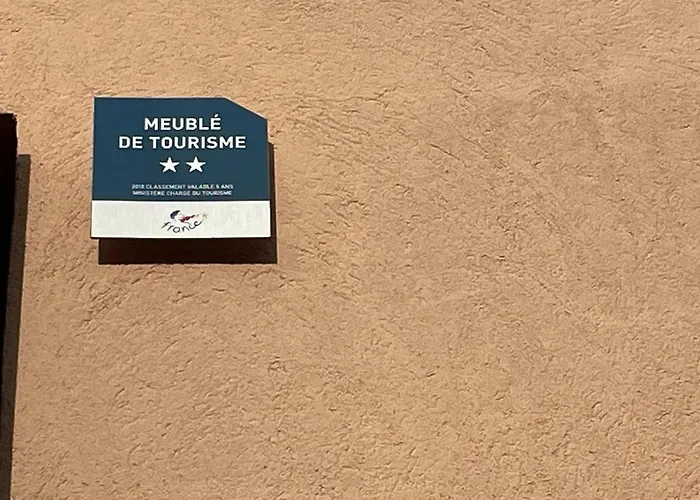 MEUBLÉ
DE TOURISME
2018 CLASSEMENT VALABLE 5 ANS
MINISTÈRE CHARGÉ DU TOURISME
france